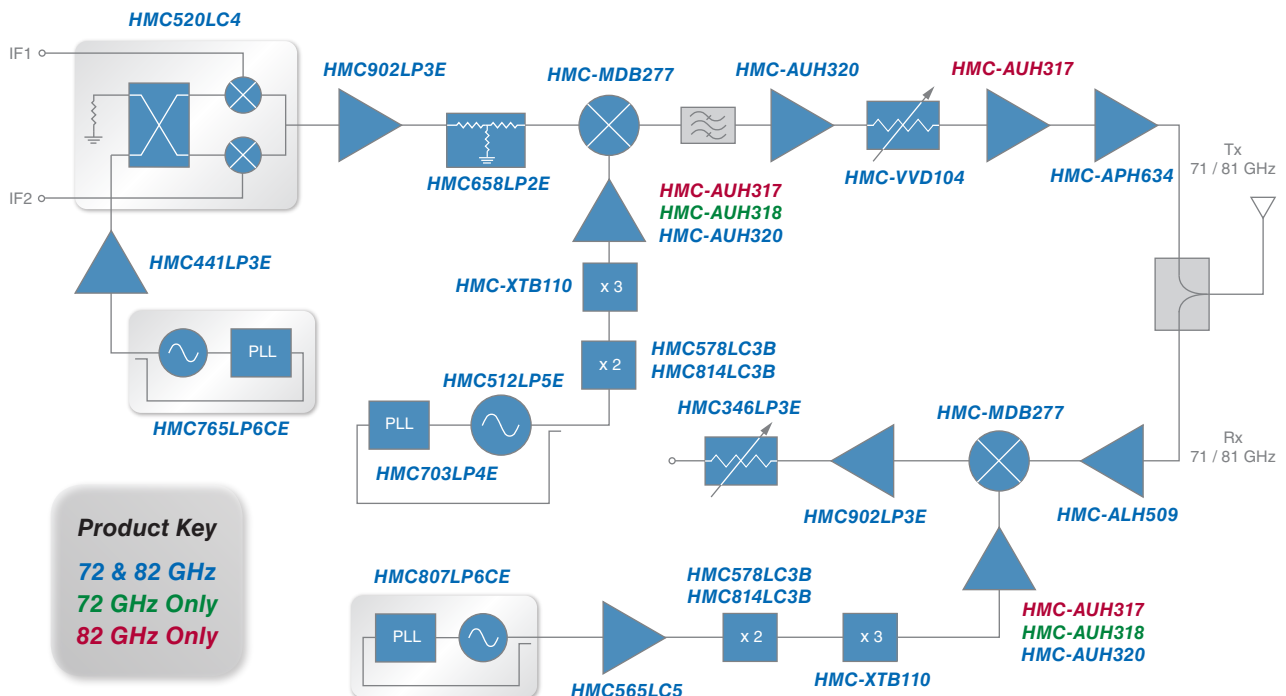 HMC520LC4
IF1
IF2
HMC902LP3E
HMC658LP2E
HMC-MDB277
HMC-AUH320
HMC-VVD104
HMC-AUH317
HMC-APH634
Tx
71 / 81 GHz
HMC-AUH317
HMC-AUH318
HMC-AUH320
HMC441LP3E
HMC-XTB110
x 3
PLL
HMC765LP6CE
x 2
HMC578LC3B
HMC814LC3B
HMC512LP5E
PLL
HMC703LP4E
HMC346LP3E
HMC902LP3E
HMC-MDB277
HMC-ALH509
Rx
71 / 81 GHz
Product Key
72 & 82 GHz
72 GHz Only
82 GHz Only
HMC807LP6CE
PLL
HMC565LC5
HMC578LC3B
HMC814LC3B
x 2
x 3
HMC-XTB110
HMC-AUH317
HMC-AUH318
HMC-AUH320